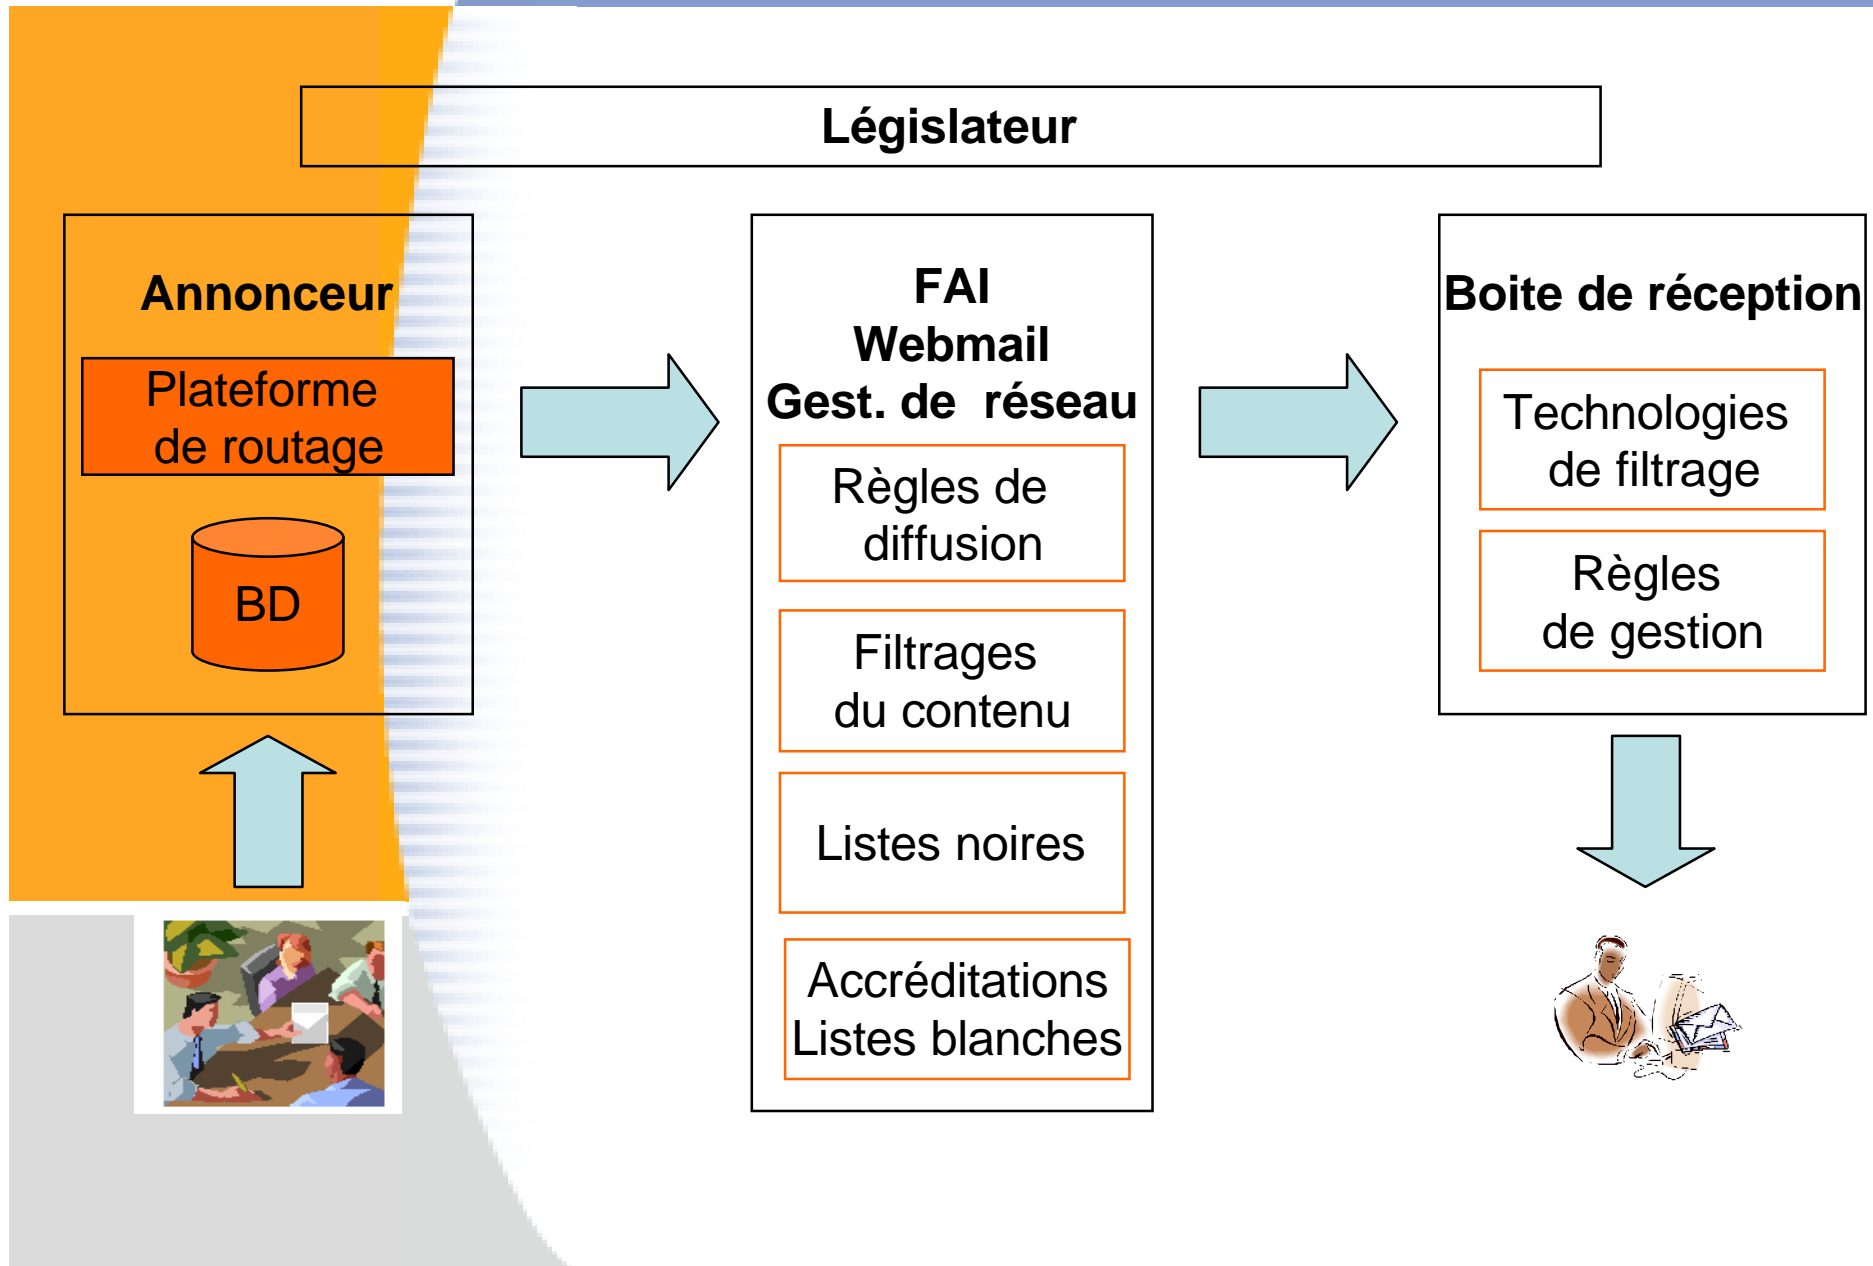 Législateur
Annonceur
Plateforme
de routage
BD
FAI
Webmail
Gest. de réseau
Règles de
diffusion
Filtrages
du contenu
Listes noires
Accréditations
Listes blanches
Boite de réception
Technologies
de filtrage
Règles
de gestion